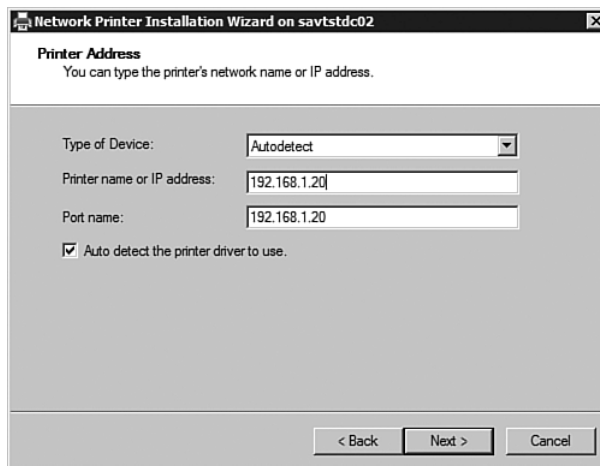 Network Printer Installation Wizard on savtstdc02
Printer Address
You can type the printer's network name or IP address.
Type of Device: Autodetect
Printer name or IP address: 192.168.1.20
Port name: 192.168.1.20
Auto detect the printer driver to use.
< Back Next > Cancel